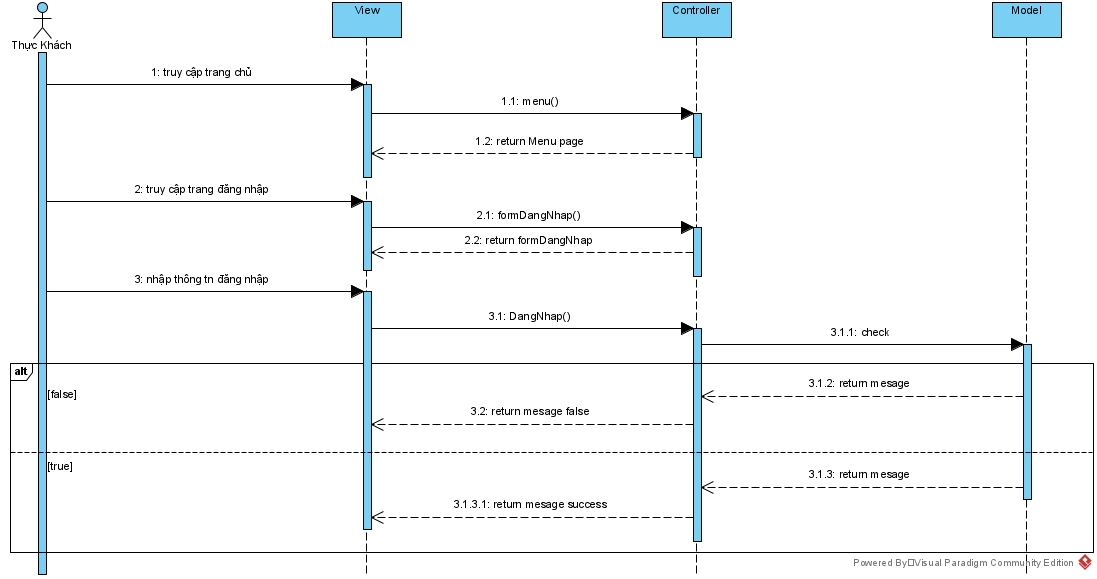 Thực Khách
View
Controller
Model
1: truy cập trang chủ
1.1: menu()
1.2: return Menu page
2: truy cập trang đăng nhập
2.1: formDangNhap()
2.2: return formDangNhap
3: nhập thông tn đăng nhập
3.1: DangNhap()
3.1.1: check
alt
[false]
3.1.2: return mesage
3.2: return mesage false
[true]
3.1.3: return mesage
3.1.3.1: return mesage success
Powered By Visual Paradigm Community Edition